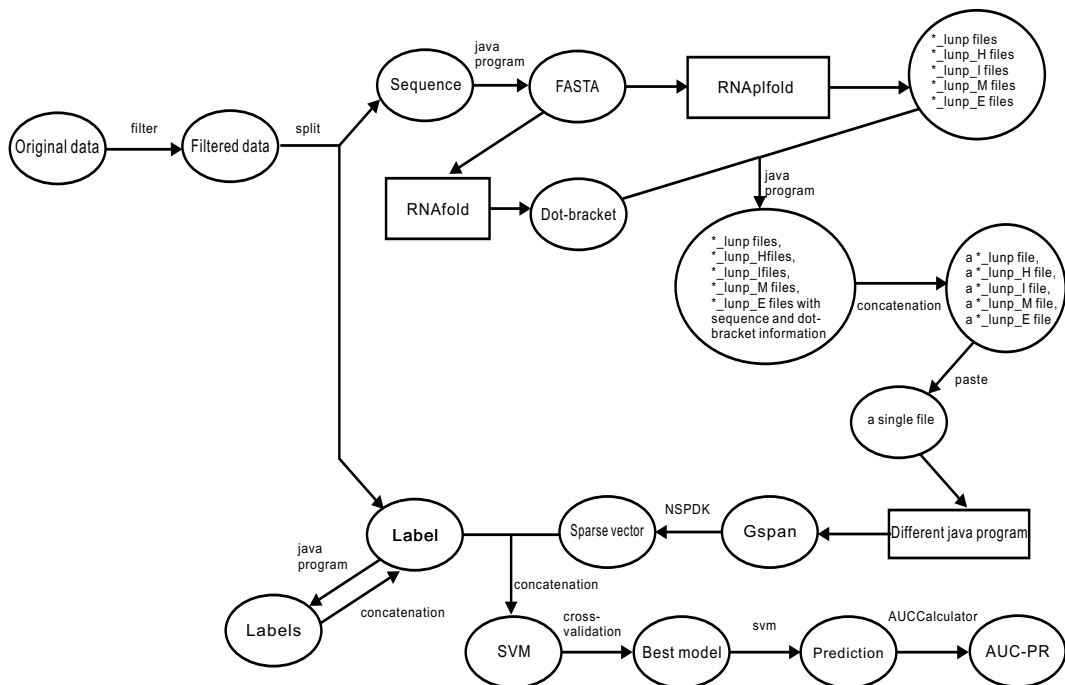 Original data
filter
Filtered data
split
Sequence
java
program
FASTA
RNAplfold
*_lunp files
*_lunp_H files
*_lunp_I files
*_lunp_M files
*_lunp_E files
RNAfold
Dot-bracket
java
program
*_lunp files,
*_lunp_Hfiles,
*_lunp_Ifiles,
*_lunp_M files,
*_lunp_E files with
sequence and dot-
bracket information
concatenation
a *_lunp file,
a *_lunp_H file,
a *_lunp_I file,
a *_lunp_M file,
a *_lunp_E file
paste
a single file
Different java program
Gspan
NSPDK
Sparse vector
Label
java
program
concatenation
Labels
concatenation
SVM
cross-
validation
Best model
svm
Prediction
AUCCalculator
AUC-PR